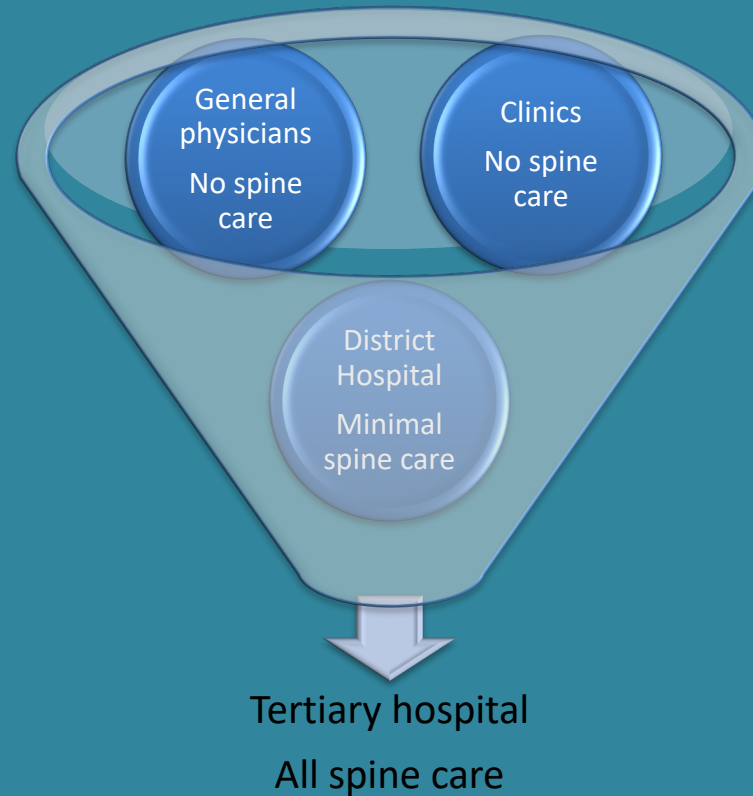 General
physicians
No spine
care
Clinics
No spine
care
District
Hospital
Minimal
spine care
Tertiary hospital
All spine care